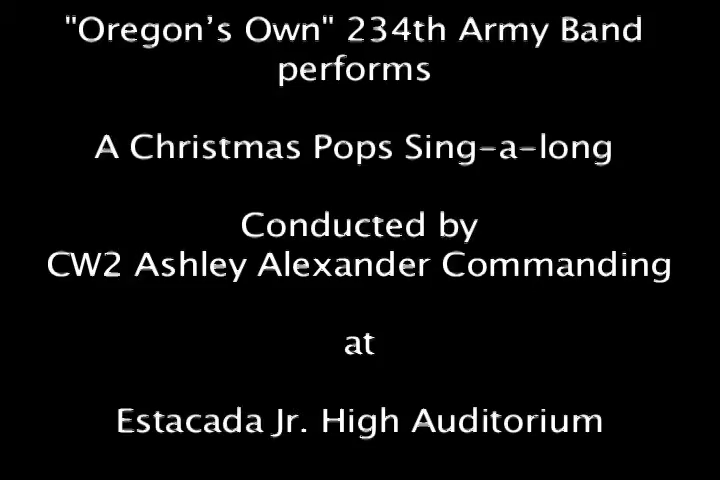 "Oregon’s Own" 234th Army Band
performs
A Christmas Pops Sing-a-long
Conducted by
CW2 Ashley Alexander Commanding
at
Estacada Jr. High Auditorium